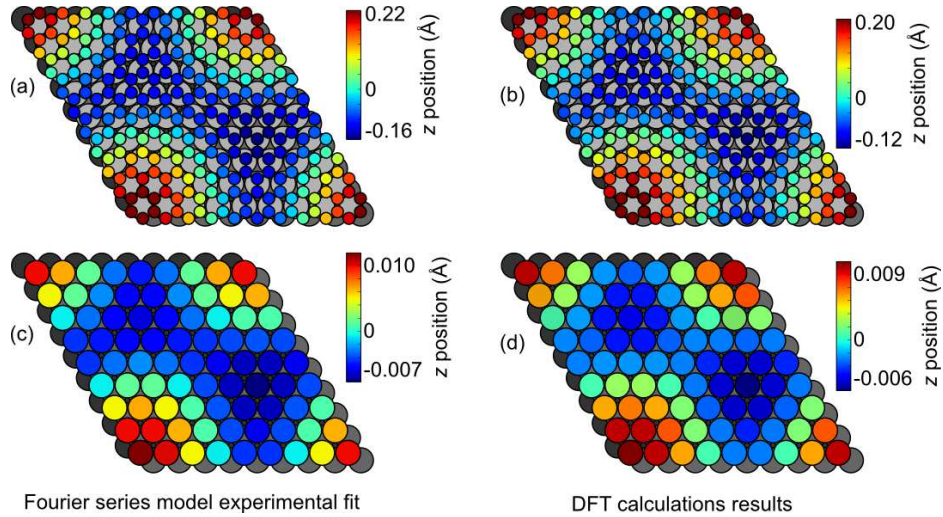 (a)
0.22
0
-0.16
z position (Å)
(b)
0.20
0
-0.12
z position (Å)
(c)
0.010
0
-0.007
z position (Å)
(d)
0.009
0
-0.006
z position (Å)
Fourier series model experimental fit
DFT calculations results